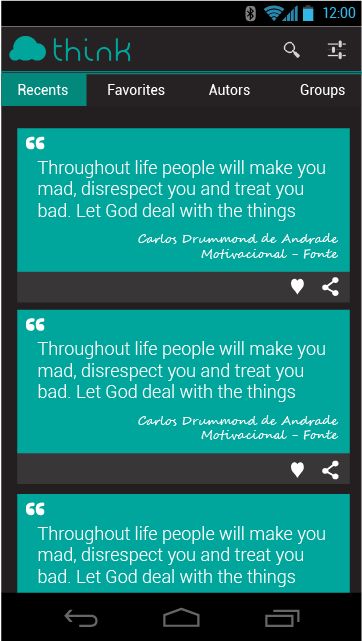 12:00
think
Recents Favorites Autors Groups
Throughout life people will make you
mad, disrespect you and treat you
bad. Let God deal with the things
Carlos Drummond de Andrade
Motivacional - Fonte
Throughout life people will make you
mad, disrespect you and treat you
bad. Let God deal with the things
Carlos Drummond de Andrade
Motivacional - Fonte
Throughout life people will make you
mad, disrespect you and treat you
bad. Let God deal with the things